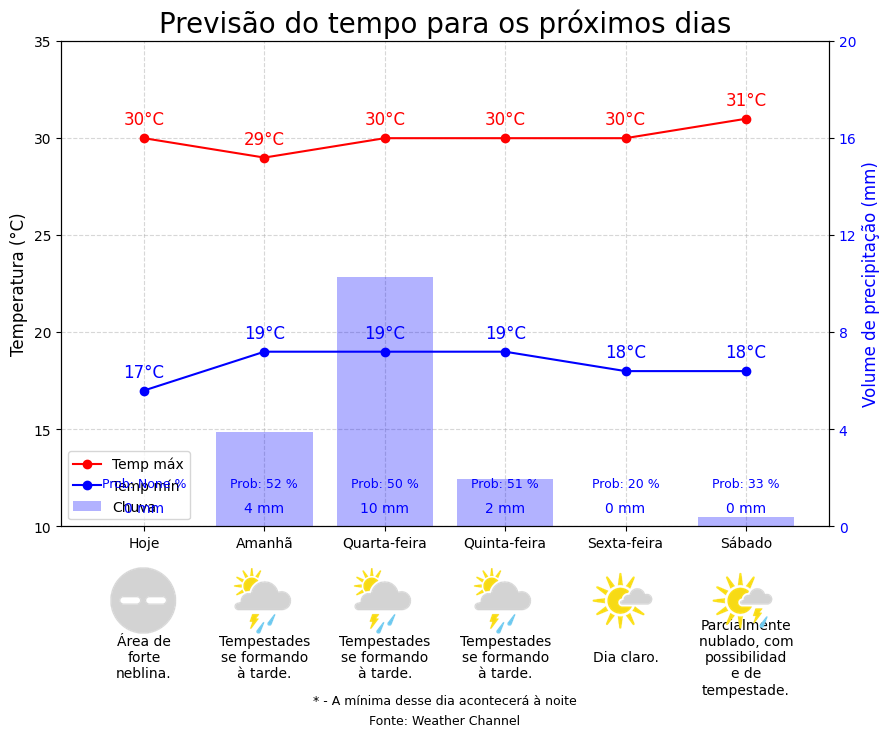 Previsão do tempo para os próximos dias
35
30
25
20
15
10
Temperatura (°C)
20
16
12
8
4
0
Volume de precipitação (mm)
30°C
29°C
30°C
30°C
30°C
31°C
17°C
19°C
19°C
19°C
18°C
18°C
Temp máx
Temp min
Chuva
Prob: None %
Prob: 52 %
Prob: 50 %
Prob: 51 %
Prob: 20 %
Prob: 33 %
0 mm
4 mm
10 mm
2 mm
0 mm
0 mm
Hoje
Amanhã
Quarta-feira
Quinta-feira
Sexta-feira
Sábado
Área de
forte
neblina.
Tempestades
se formando
à tarde.
Tempestades
se formando
à tarde.
Tempestades
se formando
à tarde.
Dia claro.
Parcialmente
nublado, com
possibilidad
e de
tempestade.
* - A mínima desse dia acontecerá à noite
Fonte: Weather Channel